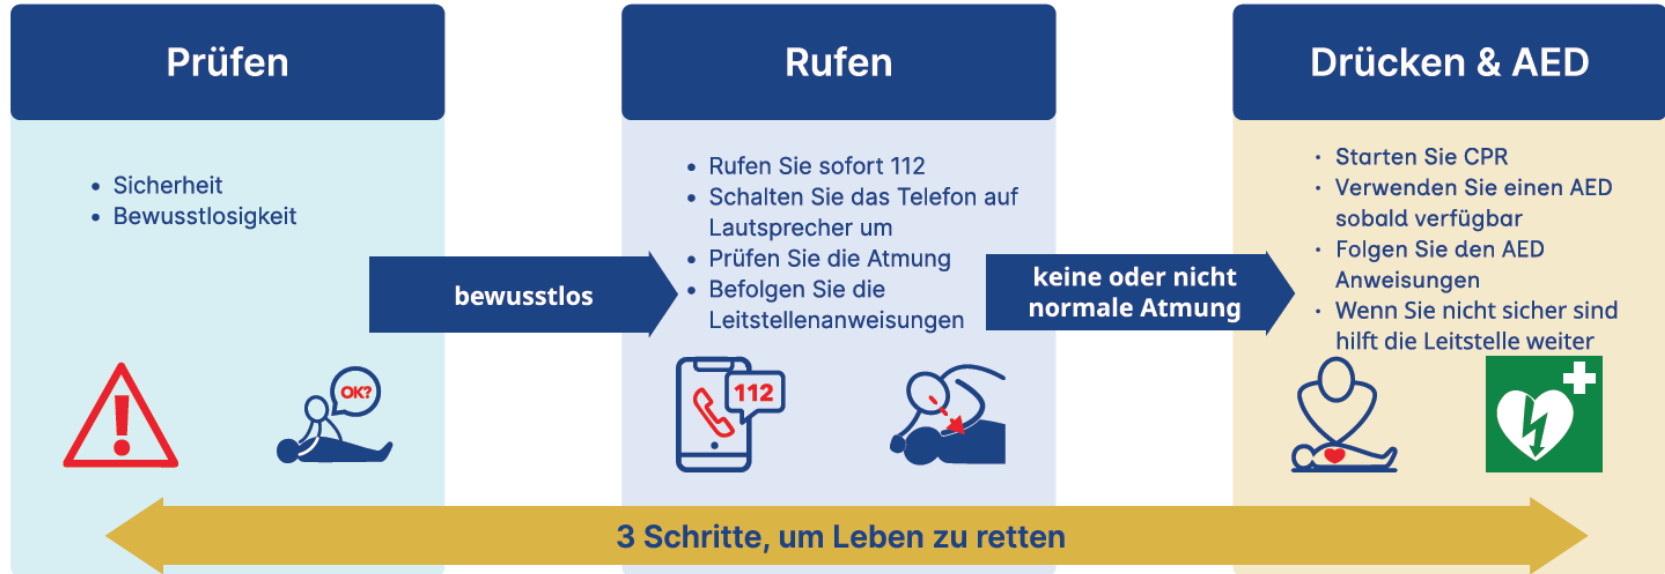 Prüfen
• Sicherheit
• Bewusstlosigkeit
OK?
bewusstlos
Rufen
• Rufen Sie sofort 112
• Schalten Sie das Telefon auf
Lautsprecher um
• Prüfen Sie die Atmung
• Befolgen Sie die
Leitstellenanweisungen
112
keine oder nicht
normale Atmung
Drücken & AED
• Starten Sie CPR
• Verwenden Sie einen AED
sobald verfügbar
• Folgen Sie den AED
Anweisungen
• Wenn Sie nicht sicher sind
hilft die Leitstelle weiter
3 Schritte, um Leben zu retten